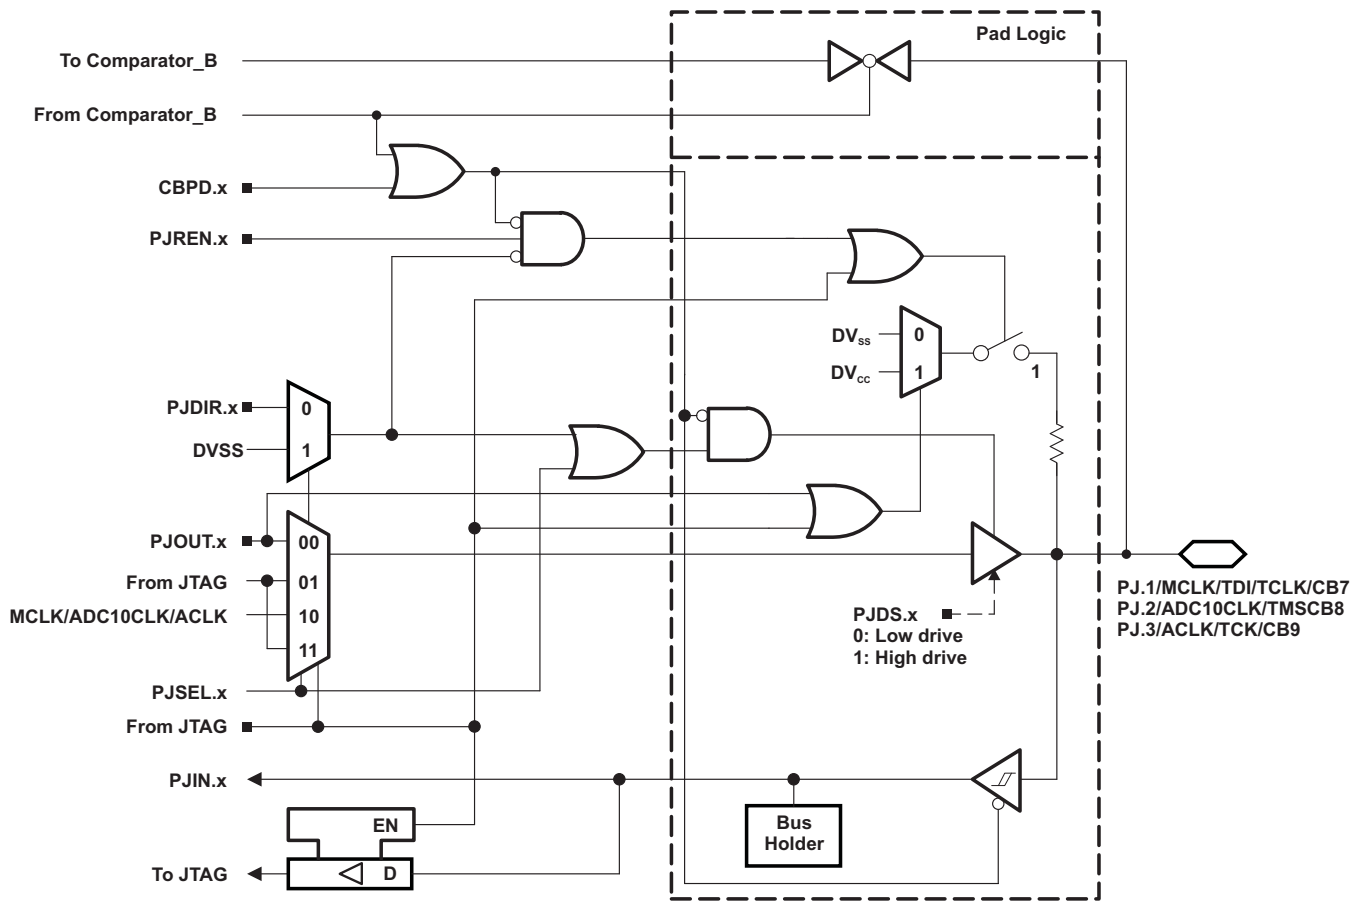 Pad Logic
To Comparator_B
From Comparator_B
CBPD.x
PJREN.x
DVSS
0
DVCC
1
1
PJDIR.x
0
DVSS
1
PJOUT.x
00
From JTAG
01
MCLK/ADC10CLK/ACLK
10
11
PJDS.x
0: Low drive
1: High drive
PJ.1/MCLK/TDI/TCLK/CB7
PJ.2/ADC10CLK/TMSCB8
PJ.3/ACLK/TCK/CB9
PJSEL.x
From JTAG
PJIN.x
Bus
Holder
EN
To JTAG
D